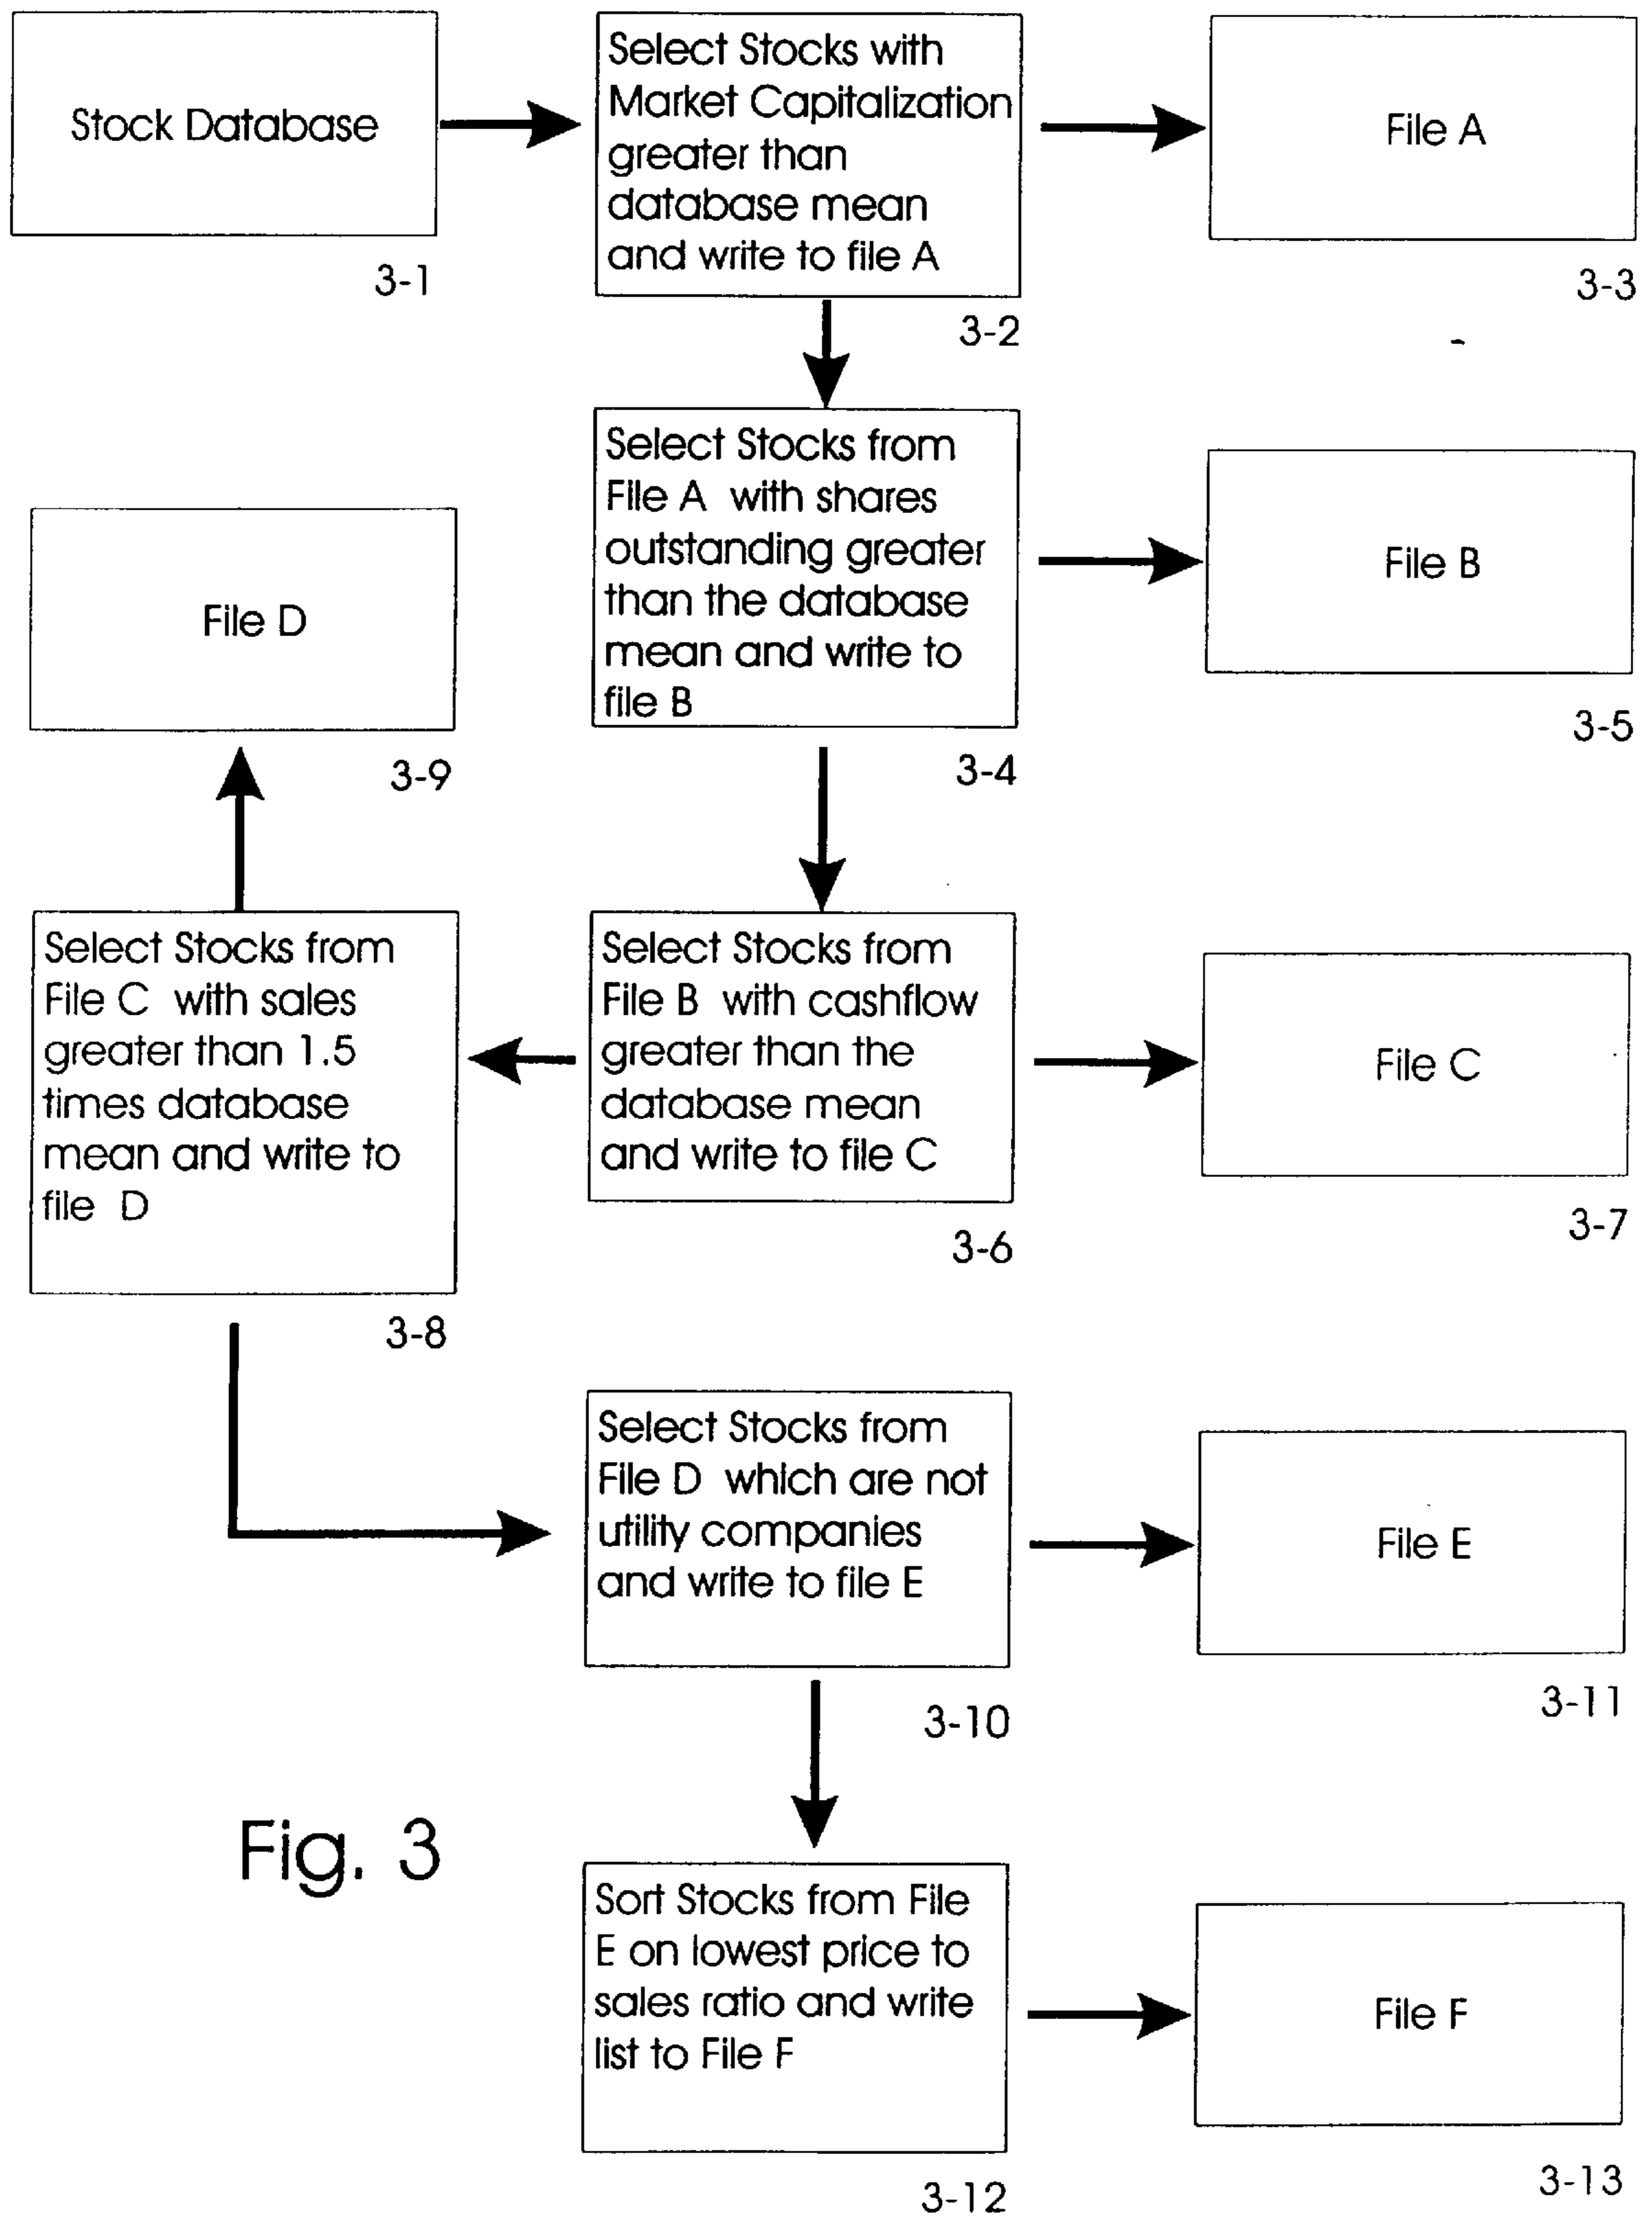 Stock Database
3-1
Select Stocks with
Market Capitalization
greater than
database mean
and write to file A
3-2
File A
3-3
Select Stocks from
File A with shares
outstanding greater
than the database
mean and write to
file B
3-4
File B
3-5
File D
3-9
Select Stocks from
File C with sales
greater than 1.5
times database
mean and write to
file D
3-8
Select Stocks from
File B with cashflow
greater than the
database mean
and write to file C
3-6
File C
3-7
Select Stocks from
File D which are not
utility companies
and write to file E
3-10
File E
3-11
Fig. 3
Sort Stocks from File
E on lowest price to
sales ratio and write
list to File F
3-12
File F
3-13